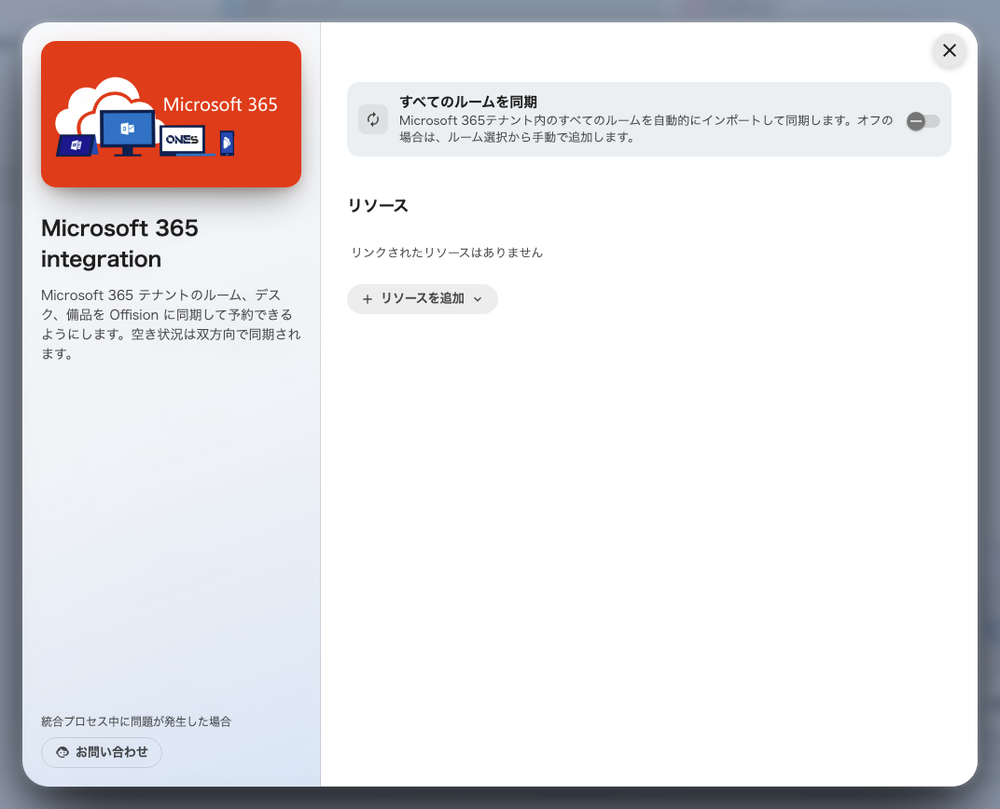 Microsoft 365
ONES
Microsoft 365
integration
Microsoft 365 テナントのルーム、デス
ク、備品を Offision に同期して予約できる
ようにします。空き状況は双方向で同期され
ます。
統合プロセス中に問題が発生した場合
お問い合わせ
すべてのルームを同期
Microsoft 365テナント内のすべてのルームを自動的にインポートして同期します。オフの
場合は、ルーム選択から手動で追加します。
リソース
リンクされたリソースはありません
リソースを追加